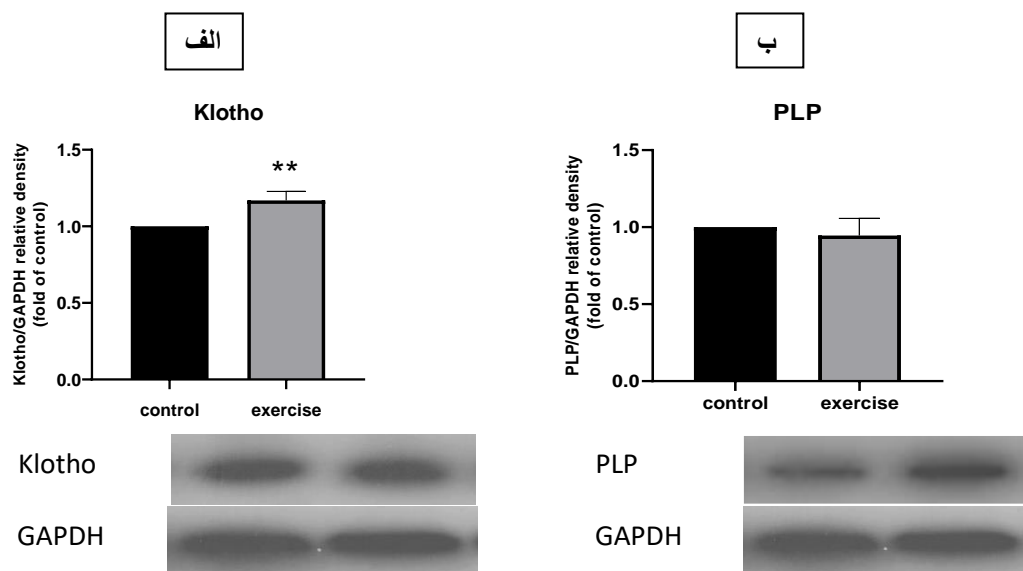 الف
Klotho
Klotho/GAPDH relative density
(fold of control)
1.5
1.0
0.5
0.0
**
control exercise
Klotho
GAPDH
ب
PLP
PLP/GAPDH relative density
(fold of control)
1.5
1.0
0.5
0.0
control exercise
PLP
GAPDH